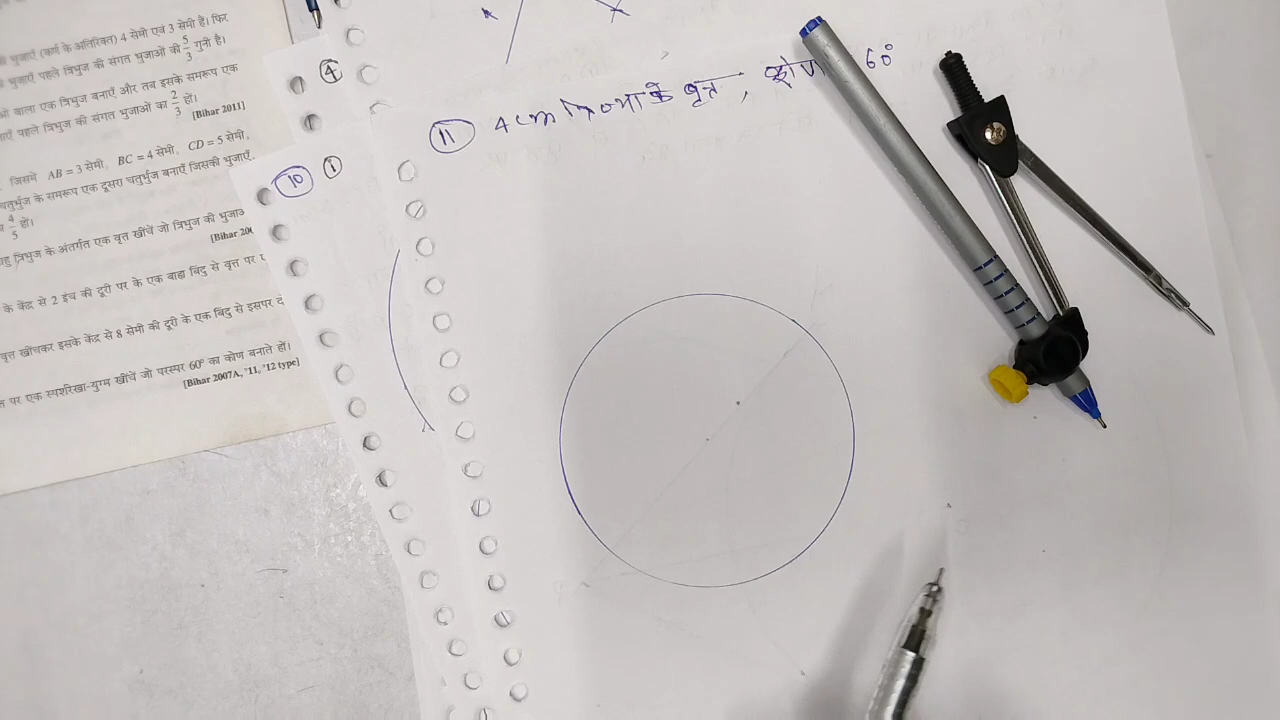 भुजाएँ (कर्ण के अतिरिक्त) 4 सेमी एवं 3 सेमी हैं। फिर
भुजाएँ पहले त्रिभुज की संगत भुजाओं की 5/3 गुनी है।
वाला एक त्रिभुज बनाएँ और तब इसके समरूप एक
पहले त्रिभुज की संगत भुजाओं का 2/3 हों।
[Bihar 2011]
जिसमें AB = 3 सेमी, BC = 4 सेमी, CD = 5 सेमी,
चतुर्भुज के समरूप एक दूसरा चतुर्भुज बनाएँ जिसकी भुजाएँ
4/5 हों।
त्रिभुज के अंतर्गत एक वृत्त खींचें जो त्रिभुज की
[Bihar
के केंद्र से 2 इंच की दूरी पर के एक बाह्य बिंदु से वृत्त पर
वृत्त खींचकर इसके केंद्र से 8 सेमी की दूरी के एक बिंदु से इसपर
पर एक स्पर्शरेखा-युग्म खींचें जो परस्पर 60° का कोण बनाते हों।
[Bihar 2007A, '11, '12 type]
4
10 1
11 4 cm त्रिज्या के वृत्त, 60°